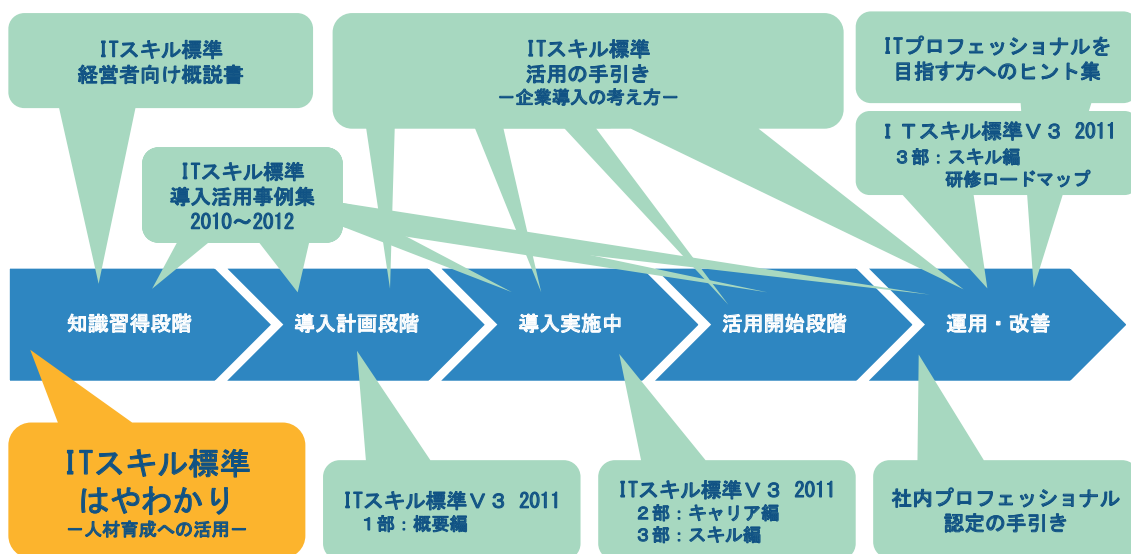 ITスキル標準
経営者向け概説書
ITスキル標準
活用の手引き
－企業導入の考え方－
ITプロフェッショナルを
目指す方へのヒント集
ＩＴスキル標準Ｖ３ 2011
３部：スキル編
研修ロードマップ
ITスキル標準
導入活用事例集
2010～2012
知識習得段階
導入計画段階
導入実施中
活用開始段階
運用・改善
ITスキル標準
はやわかり
－人材育成への活用－
ITスキル標準Ｖ３ 2011
１部：概要編
ITスキル標準Ｖ３ 2011
２部：キャリア編
３部：スキル編
社内プロフェッショナル
認定の手引き